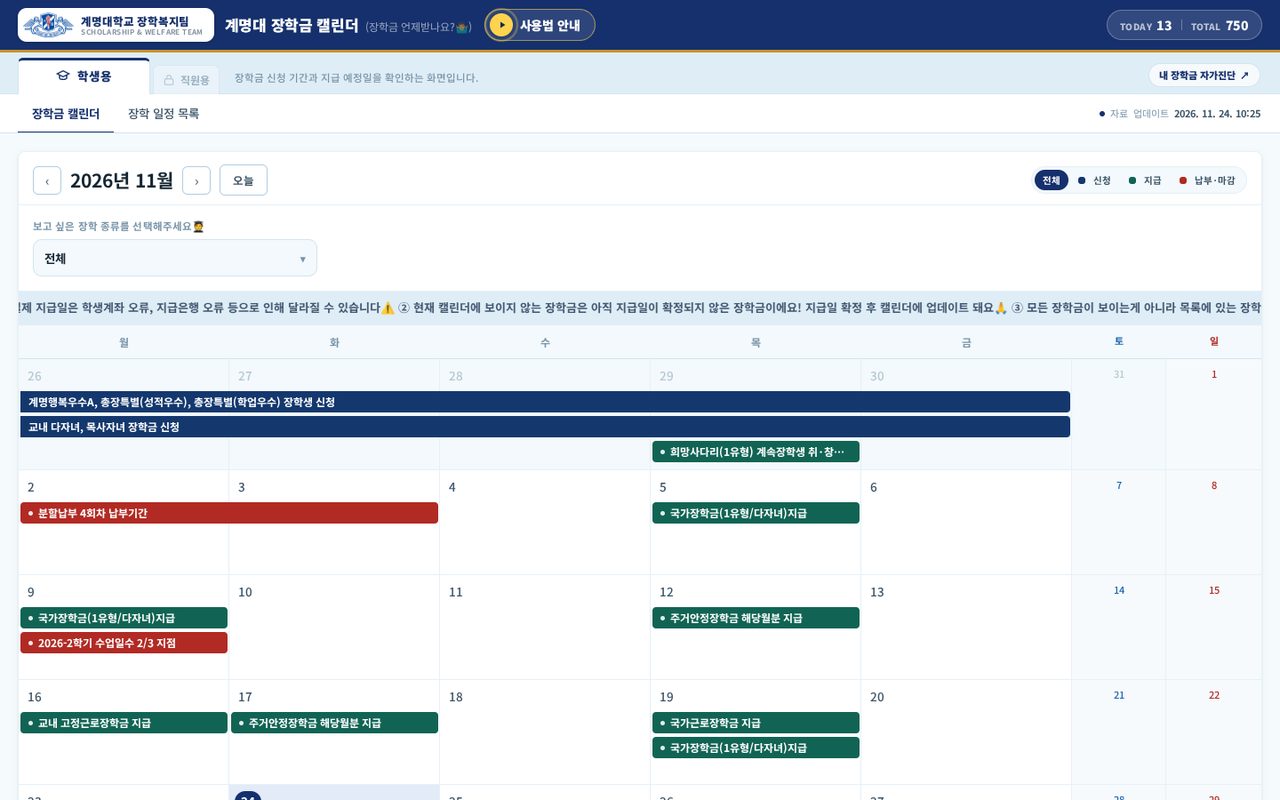 계명대학교 장학복지팀
SCHOLARSHIP & WELFARE TEAM
계명대 장학금 캘린더 (장학금 언제받나요?🙅) 사용법 안내
TODAY 13 TOTAL 750
학생용 직원용 장학금 신청 기간과 지급 예정일을 확인하는 화면입니다.
내 장학금 자가진단 ↗
장학금 캘린더 장학 일정 목록
자료 업데이트 2026. 11. 24. 10:25
‹ 2026년 11월 › 오늘
전체 신청 지급 납부·마감
보고 싶은 장학 종류를 선택해주세요🧑‍🎓
전체 ▾
지급일은 학생계좌 오류, 지급은행 오류 등으로 인해 달라질 수 있습니다⚠️ ② 현재 캘린더에 보이지 않는 장학금은 아직 지급일이 확정되지 않은 장학금이에요! 지급일 확정 후 캘린더에 업데이트 돼요🙏 ③ 모든 장학금이 보이는게 아니라 목록에 있는 장학
월 화 수 목 금 토 일
26 27 28 29 30 31 1
계명행복우수A, 총장특별(성적우수), 총장특별(학업우수) 장학생 신청
교내 다자녀, 목사자녀 장학금 신청
희망사다리(1유형) 계속장학생 취·창…
2 3 4 5 6 7 8
분할납부 4회차 납부기간
국가장학금(1유형/다자녀)지급
9 10 11 12 13 14 15
국가장학금(1유형/다자녀)지급
주거안정장학금 해당월분 지급
2026-2학기 수업일수 2/3 지점
16 17 18 19 20 21 22
교내 고정근로장학금 지급
주거안정장학금 해당월분 지급
국가근로장학금 지급
국가장학금(1유형/다자녀)지급
23 24 25 26 27 28 29